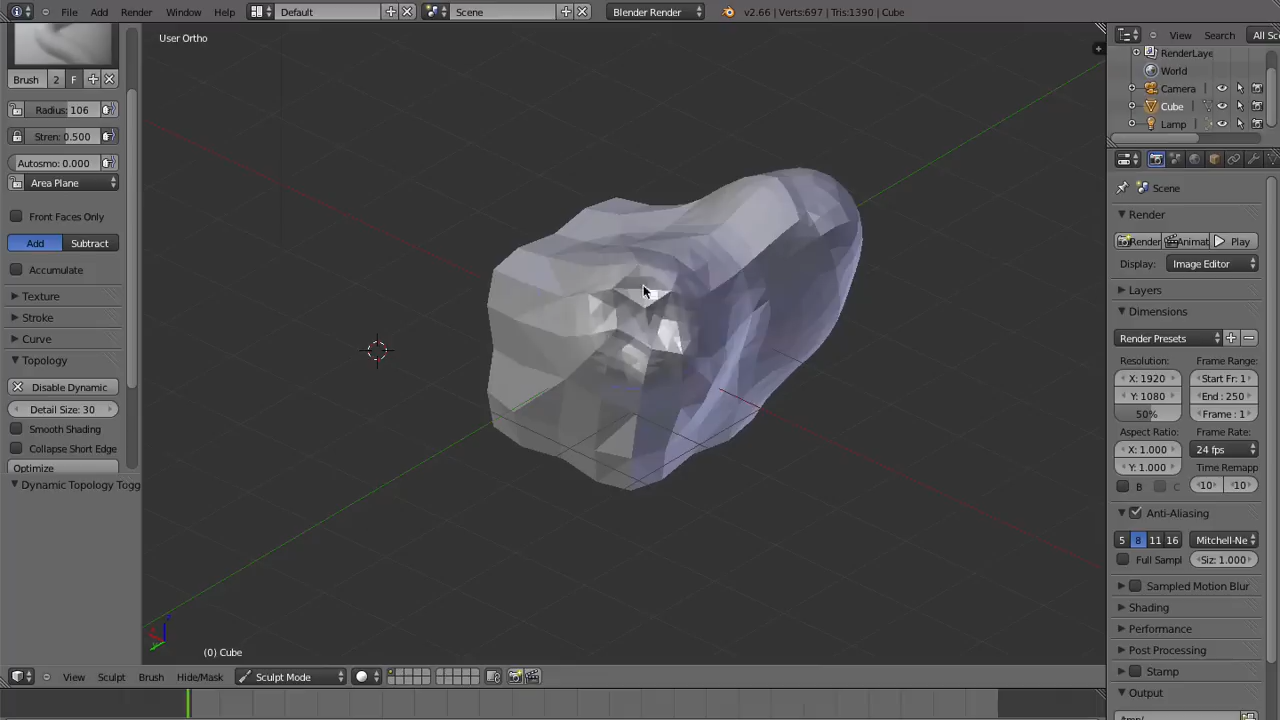 File Add Render Window Help Default Scene Blender Render v2.66 | Verts:697 | Tris:1390 | Cube
User Ortho
View Search All Sc
RenderLaye
World
Camera
Cube
Lamp
Brush 2 F
Radius: 106
Stren: 0.500
Autosmo: 0.000
Area Plane
Front Faces Only
Add Subtract
Accumulate
Texture
Stroke
Curve
Topology
Disable Dynamic
Detail Size: 30
Smooth Shading
Collapse Short Edge
Optimize
Dynamic Topology Togg
Scene
Render
Render Animat Play
Display: Image Editor
Layers
Dimensions
Render Presets
Resolution: Frame Range:
X: 1920 Start Fr: 1
Y: 1080 End : 250
50% Frame : 1
Aspect Ratio: Frame Rate:
X: 1.000 24 fps
Y: 1.000 Time Remapp
B C 10 10
Anti-Aliasing
5 8 11 16 Mitchell-Ne
Full Sampl Siz: 1.000
Sampled Motion Blur
Shading
Performance
Post Processing
Stamp
Output
(0) Cube
View Sculpt Brush Hide/Mask Sculpt Mode